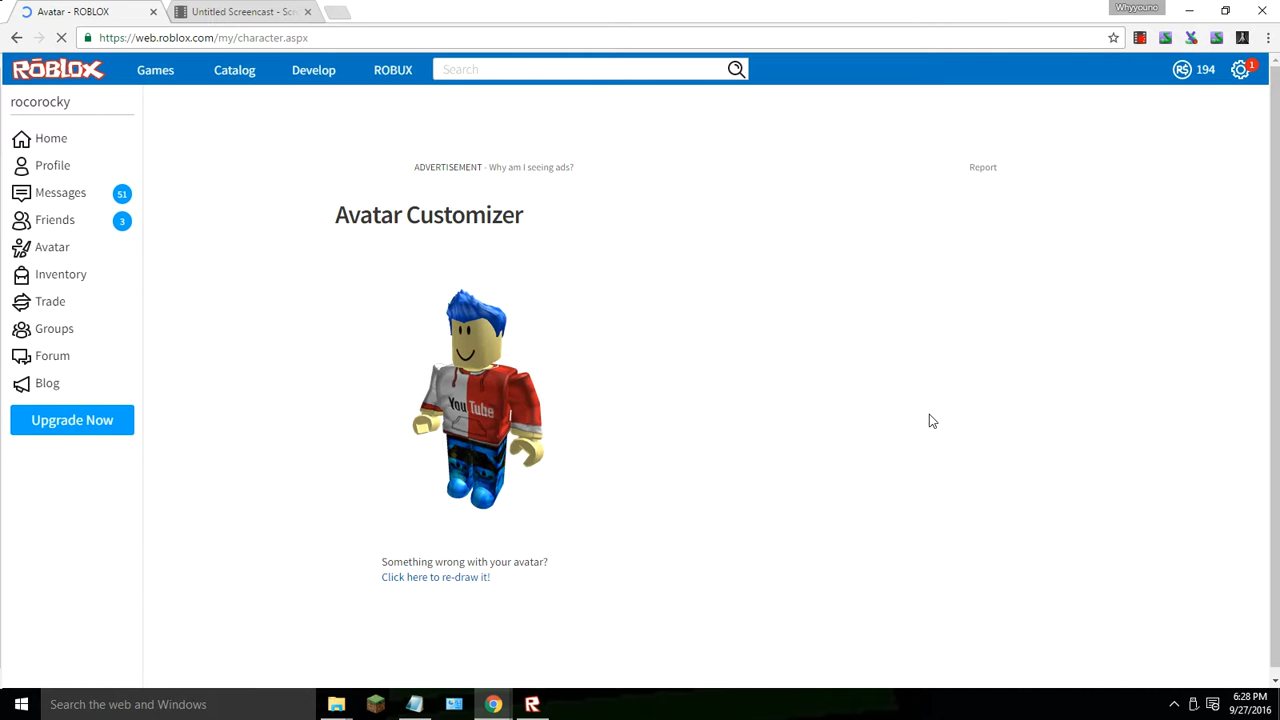 Avatar - ROBLOX
Untitled Screencast - Scr
Whyyouno
https://web.roblox.com/my/character.aspx
ROBLOX
Games
Catalog
Develop
ROBUX
Search
R$ 194
1
rocorocky
Home
Profile
Messages 51
Friends 3
Avatar
Inventory
Trade
Groups
Forum
Blog
Upgrade Now
ADVERTISEMENT - Why am I seeing ads?
Report
Avatar Customizer
YouTube
Something wrong with your avatar?
Click here to re-draw it!
Search the web and Windows
6:28 PM
9/27/2016